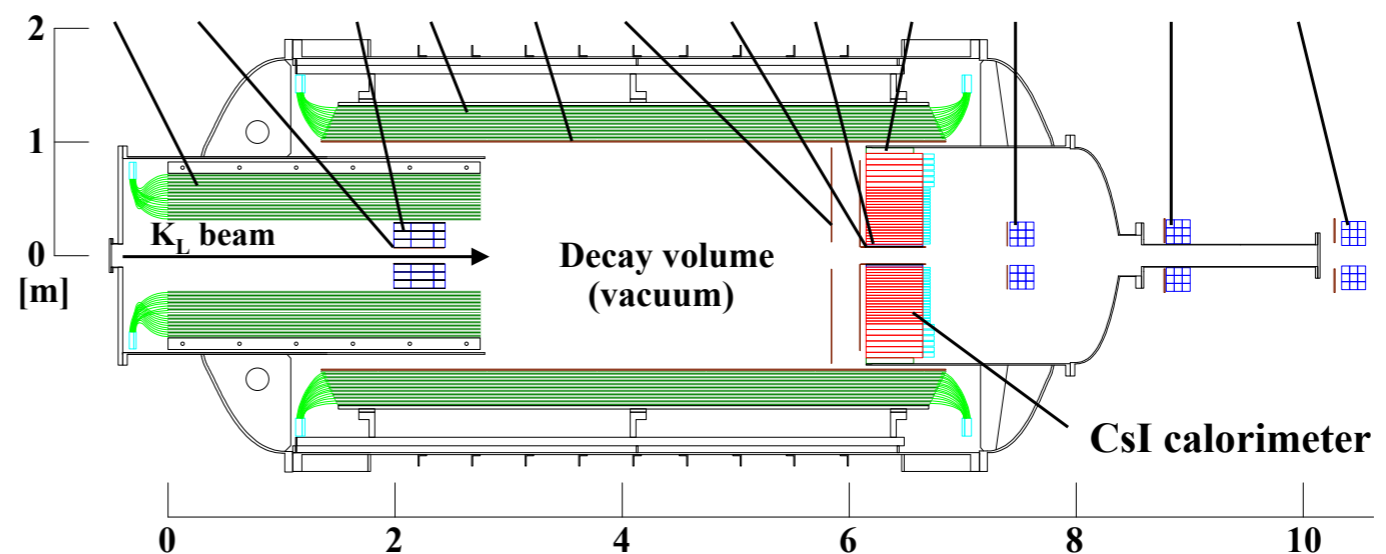 2
1
0
[m]
K_L beam
Decay volume
(vacuum)
CsI calorimeter
0 2 4 6 8 10